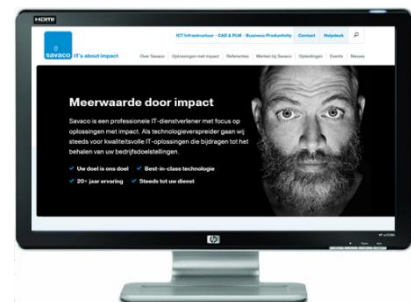 HDMI
ICT Infrastructuur - CAD & PLM - Business Productivity Contact Helpdesk
savaco IT's about impact
Over Savaco Oplossingen met impact Referenties Werken bij Savaco Opleidingen Events Nieuws
Meerwaarde door impact
Savaco is een professionele IT-dienstverlener met focus op
oplossingen met impact. Als technologieverspreider gaan wij
steeds voor kwaliteitsvolle IT-oplossingen die bijdragen tot het
behalen van uw bedrijfsdoelstellingen.
Uw doel is ons doel Best-in-class technologie
20+ jaar ervaring Steeds tot uw dienst
hp